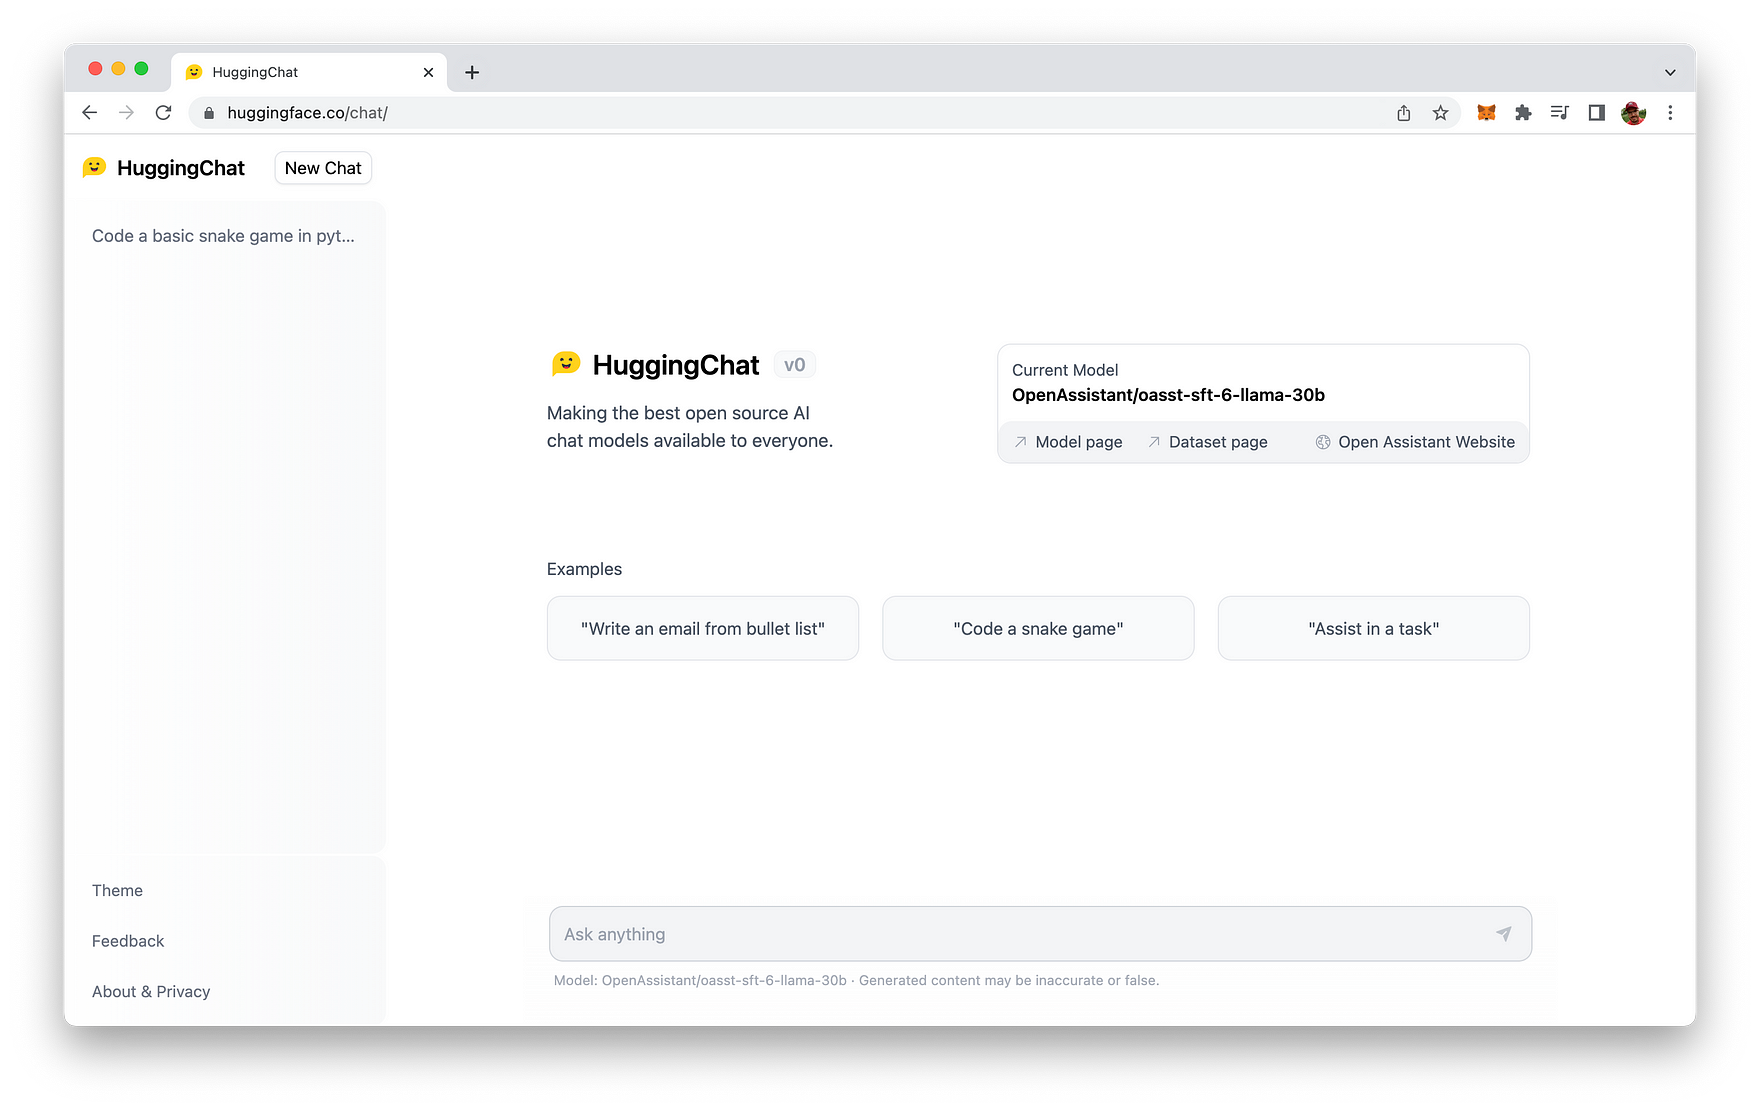 HuggingChat
huggingface.co/chat/
HuggingChat
New Chat
Code a basic snake game in pyt...
HuggingChat
v0
Making the best open source AI
chat models available to everyone.
Current Model
OpenAssistant/oasst-sft-6-llama-30b
Model page
Dataset page
Open Assistant Website
Examples
"Write an email from bullet list"
"Code a snake game"
"Assist in a task"
Theme
Feedback
About & Privacy
Ask anything
Model: OpenAssistant/oasst-sft-6-llama-30b · Generated content may be inaccurate or false.